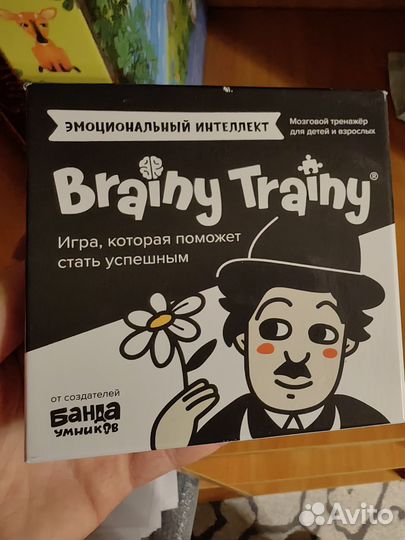 ЭМОЦИОНАЛЬНЫЙ ИНТЕЛЛЕКТ
Мозговой тренажёр
для детей и взрослых
Brainy Trainy®
Игра, которая поможет
стать успешным
от создателей
БАНДА
УМНИКОВ
Avito